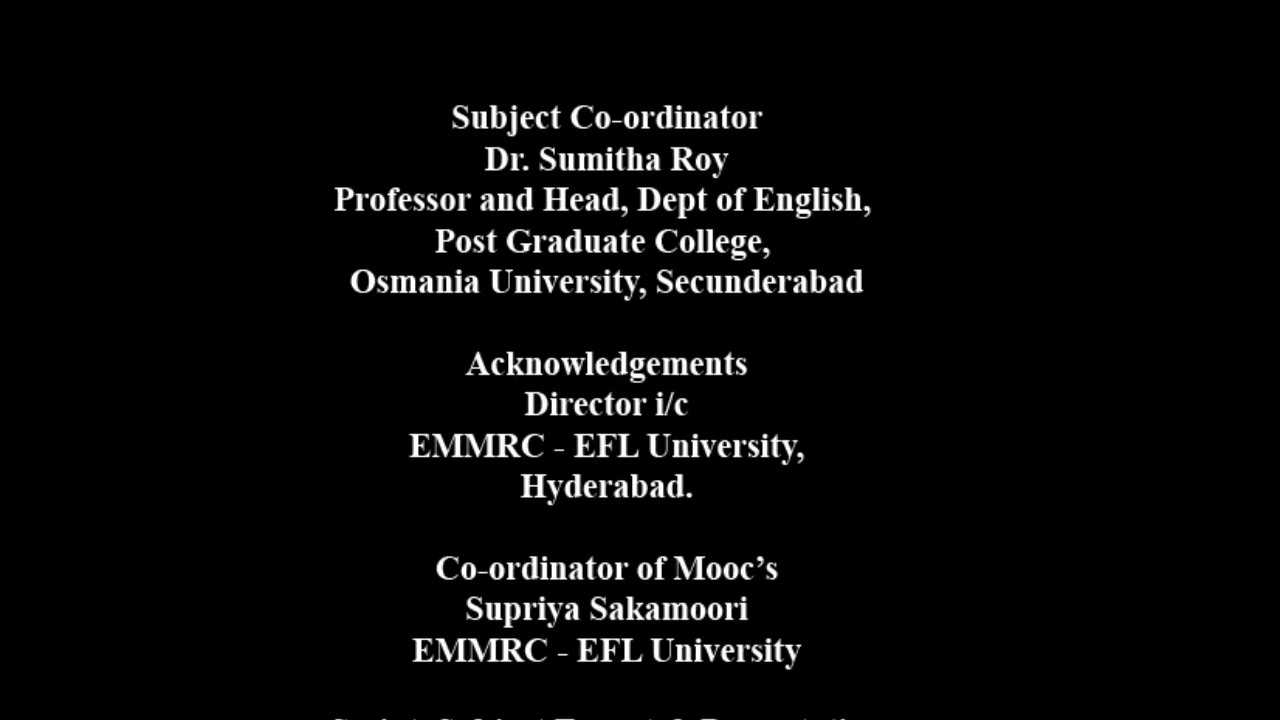 Subject Co-ordinator
Dr. Sumitha Roy
Professor and Head, Dept of English,
Post Graduate College,
Osmania University, Secunderabad
Acknowledgements
Director i/c
EMMRC - EFL University,
Hyderabad.
Co-ordinator of Mooc’s
Supriya Sakamoori
EMMRC - EFL University